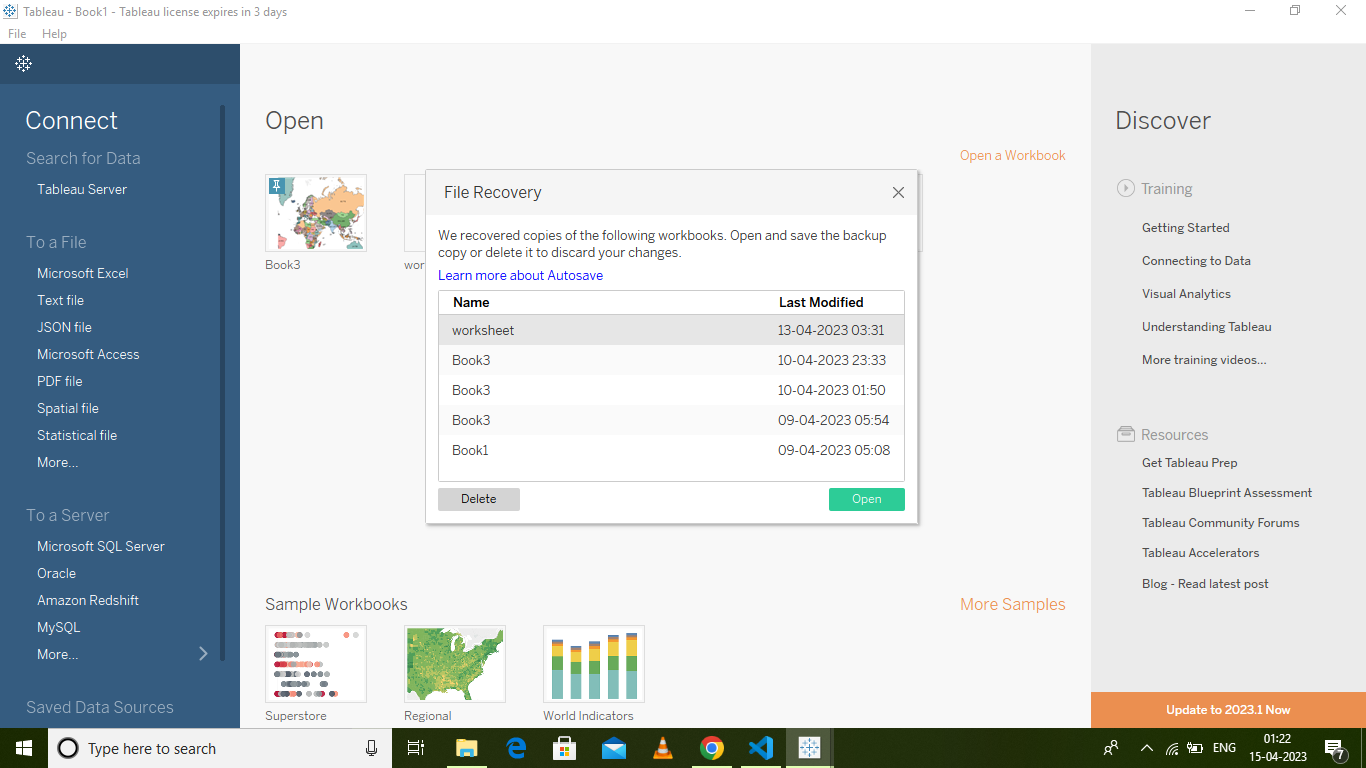 Tableau - Book1 - Tableau license expires in 3 days
File Help
Connect
Search for Data
Tableau Server
To a File
Microsoft Excel
Text file
JSON file
Microsoft Access
PDF file
Spatial file
Statistical file
More...
To a Server
Microsoft SQL Server
Oracle
Amazon Redshift
MySQL
More...
Saved Data Sources
Open
Open a Workbook
Book3
wor
File Recovery
We recovered copies of the following workbooks. Open and save the backup
copy or delete it to discard your changes.
Learn more about Autosave
Name Last Modified
worksheet 13-04-2023 03:31
Book3 10-04-2023 23:33
Book3 10-04-2023 01:50
Book3 09-04-2023 05:54
Book1 09-04-2023 05:08
Delete Open
Sample Workbooks
More Samples
Superstore
Regional
World Indicators
Discover
Training
Getting Started
Connecting to Data
Visual Analytics
Understanding Tableau
More training videos...
Resources
Get Tableau Prep
Tableau Blueprint Assessment
Tableau Community Forums
Tableau Accelerators
Blog - Read latest post
Update to 2023.1 Now
Type here to search
ENG
01:22
15-04-2023
7